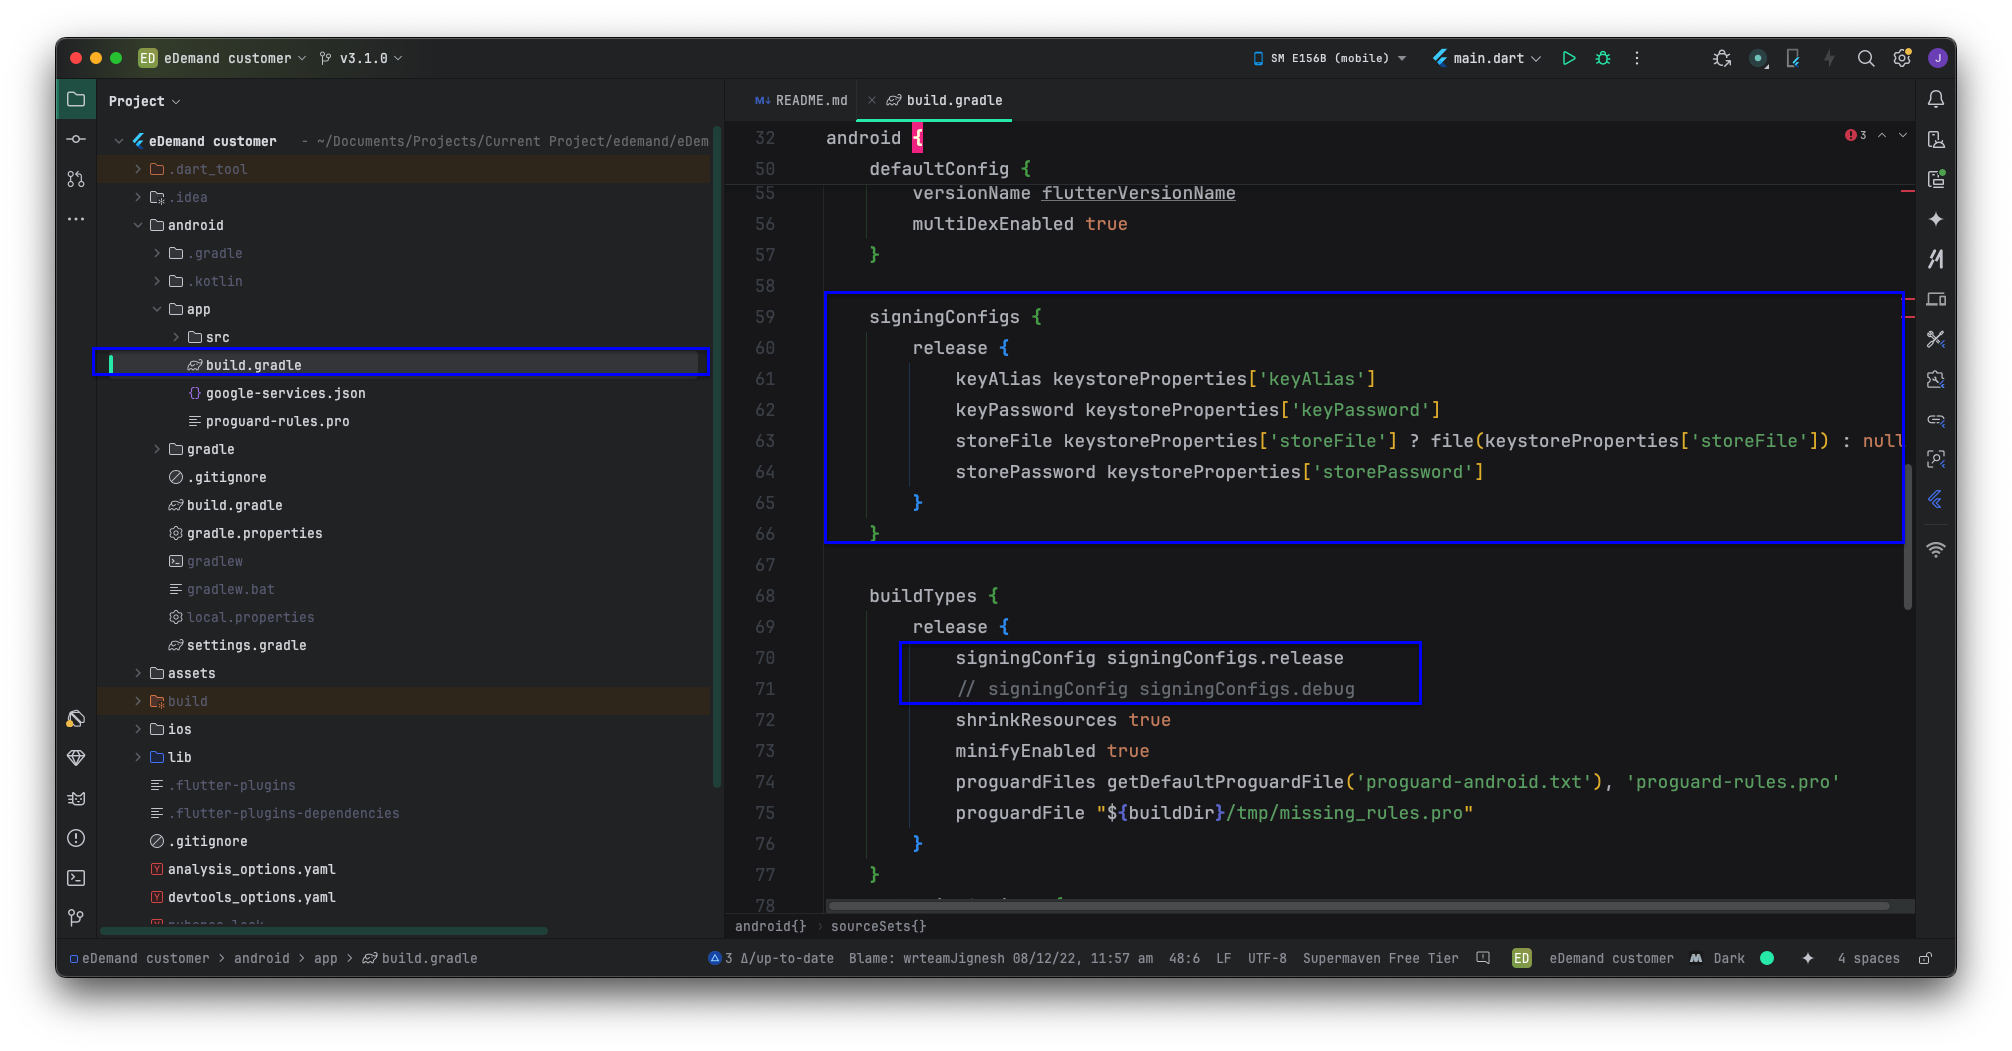 ED eDemand customer v3.1.0 SM E156B (mobile) main.dart J
Project
eDemand customer - ~/Documents/Projects/Current Project/edemand/eDem
.dart_tool
.idea
android
.gradle
.kotlin
app
src
build.gradle
google-services.json
proguard-rules.pro
gradle
.gitignore
build.gradle
gradle.properties
gradlew
gradlew.bat
local.properties
settings.gradle
assets
build
ios
lib
.flutter-plugins
.flutter-plugins-dependencies
.gitignore
analysis_options.yaml
devtools_options.yaml
README.md build.gradle
3
32 android {
50 defaultConfig {
55 versionName flutterVersionName
56 multiDexEnabled true
57 }
58
59 signingConfigs {
60 release {
61 keyAlias keystoreProperties['keyAlias']
62 keyPassword keystoreProperties['keyPassword']
63 storeFile keystoreProperties['storeFile'] ? file(keystoreProperties['storeFile']) : null
64 storePassword keystoreProperties['storePassword']
65 }
66 }
67
68 buildTypes {
69 release {
70 signingConfig signingConfigs.release
71 // signingConfig signingConfigs.debug
72 shrinkResources true
73 minifyEnabled true
74 proguardFiles getDefaultProguardFile('proguard-android.txt'), 'proguard-rules.pro'
75 proguardFile "${buildDir}/tmp/missing_rules.pro"
76 }
77 }
78
android{} › sourceSets{}
eDemand customer > android > app > build.gradle 3 Δ/up-to-date Blame: wrteamJignesh 08/12/22, 11:57 am 48:6 LF UTF-8 Supermaven Free Tier ED eDemand customer Dark 4 spaces